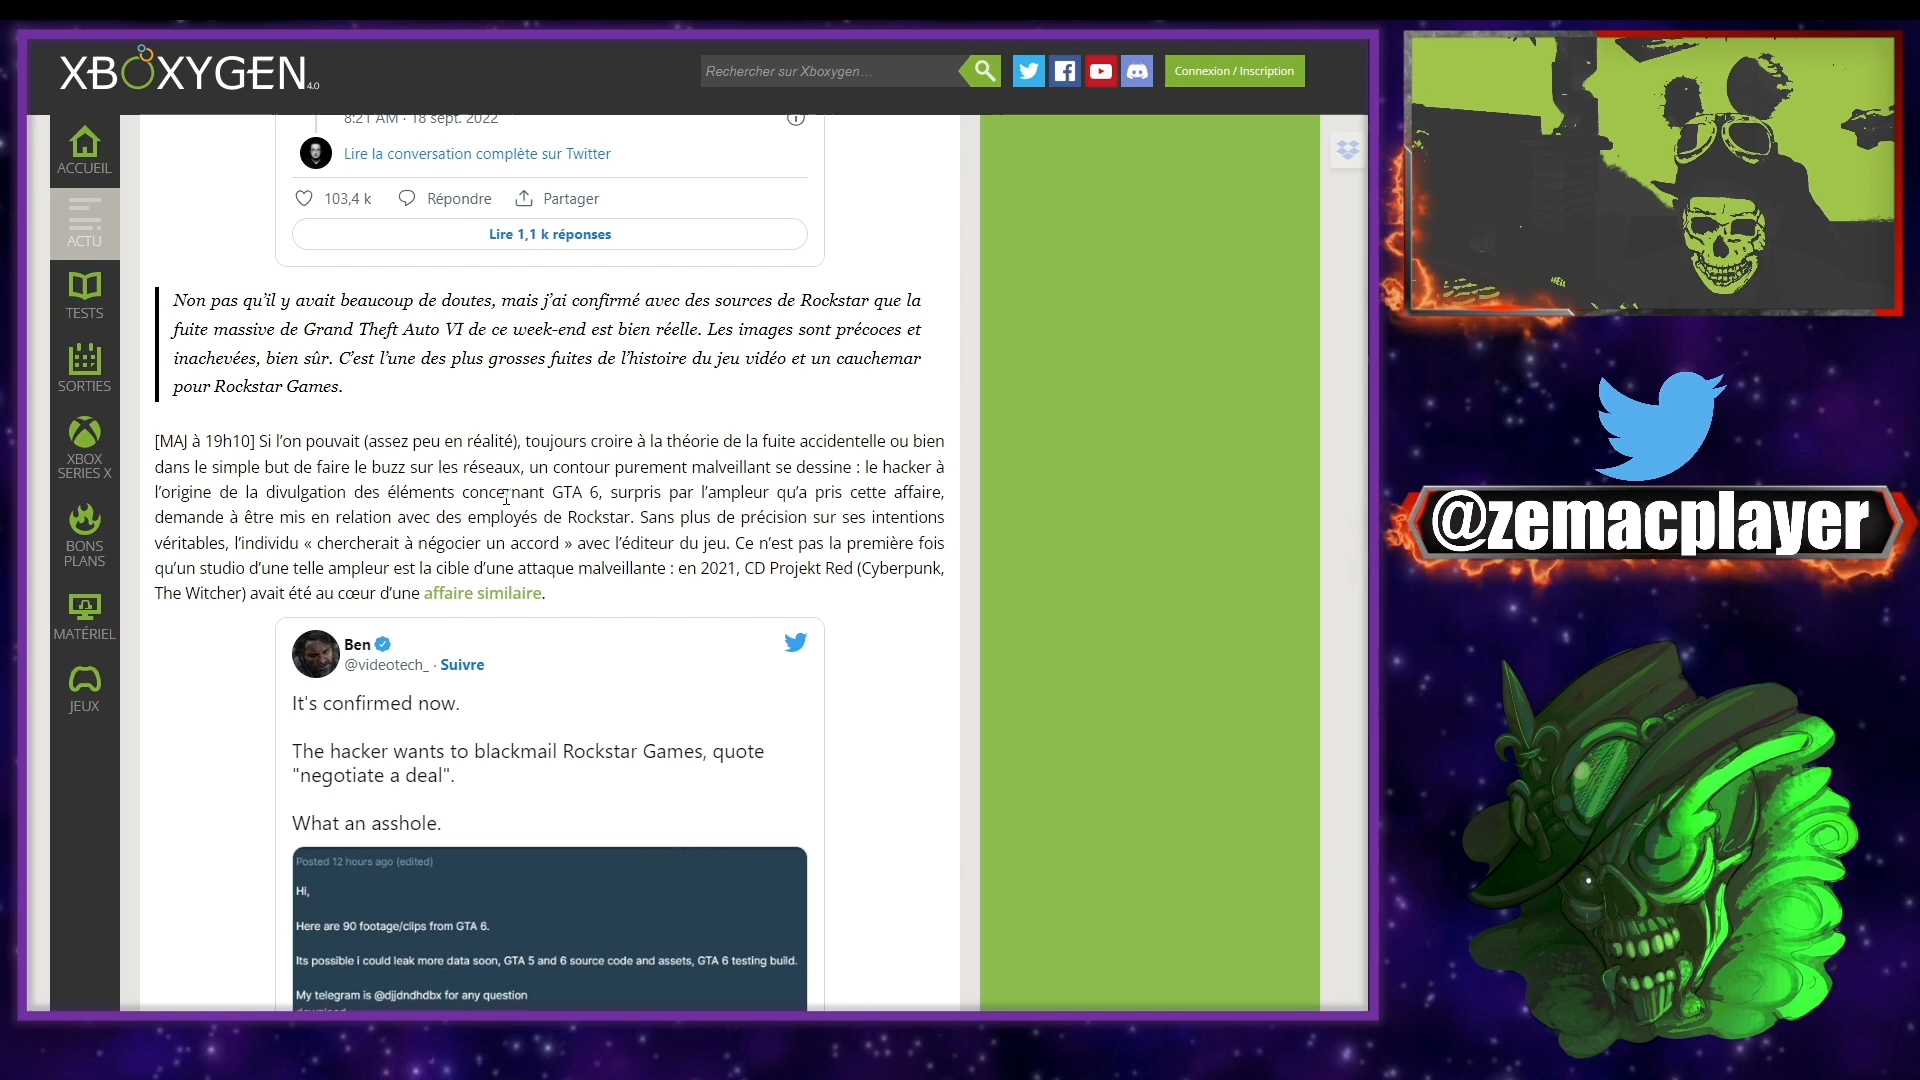 XBOXYGEN 4.0
Rechercher sur Xboxygen…
Connexion / Inscription
ACCUEIL
ACTU
TESTS
SORTIES
XBOX
SERIES X
BONS
PLANS
MATÉRIEL
JEUX
8:21 AM · 18 sept. 2022
Lire la conversation complète sur Twitter
103,4 k Répondre Partager
Lire 1,1 k réponses
Non pas qu’il y avait beaucoup de doutes, mais j’ai confirmé avec des sources de Rockstar que la
fuite massive de Grand Theft Auto VI de ce week-end est bien réelle. Les images sont précoces et
inachevées, bien sûr. C’est l’une des plus grosses fuites de l’histoire du jeu vidéo et un cauchemar
pour Rockstar Games.
[MAJ à 19h10] Si l’on pouvait (assez peu en réalité), toujours croire à la théorie de la fuite accidentelle ou bien
dans le simple but de faire le buzz sur les réseaux, un contour purement malveillant se dessine : le hacker à
l’origine de la divulgation des éléments concernant GTA 6, surpris par l’ampleur qu’a pris cette affaire,
demande à être mis en relation avec des employés de Rockstar. Sans plus de précision sur ses intentions
véritables, l’individu « chercherait à négocier un accord » avec l’éditeur du jeu. Ce n’est pas la première fois
qu’un studio d’une telle ampleur est la cible d’une attaque malveillante : en 2021, CD Projekt Red (Cyberpunk,
The Witcher) avait été au cœur d’une affaire similaire.
Ben
@videotech_ · Suivre
It's confirmed now.
The hacker wants to blackmail Rockstar Games, quote
"negotiate a deal".
What an asshole.
Posted 12 hours ago (edited)
Hi,
Here are 90 footage/clips from GTA 6.
Its possible i could leak more data soon, GTA 5 and 6 source code and assets, GTA 6 testing build.
My telegram is @djjdndhdbx for any question
@zemacplayer